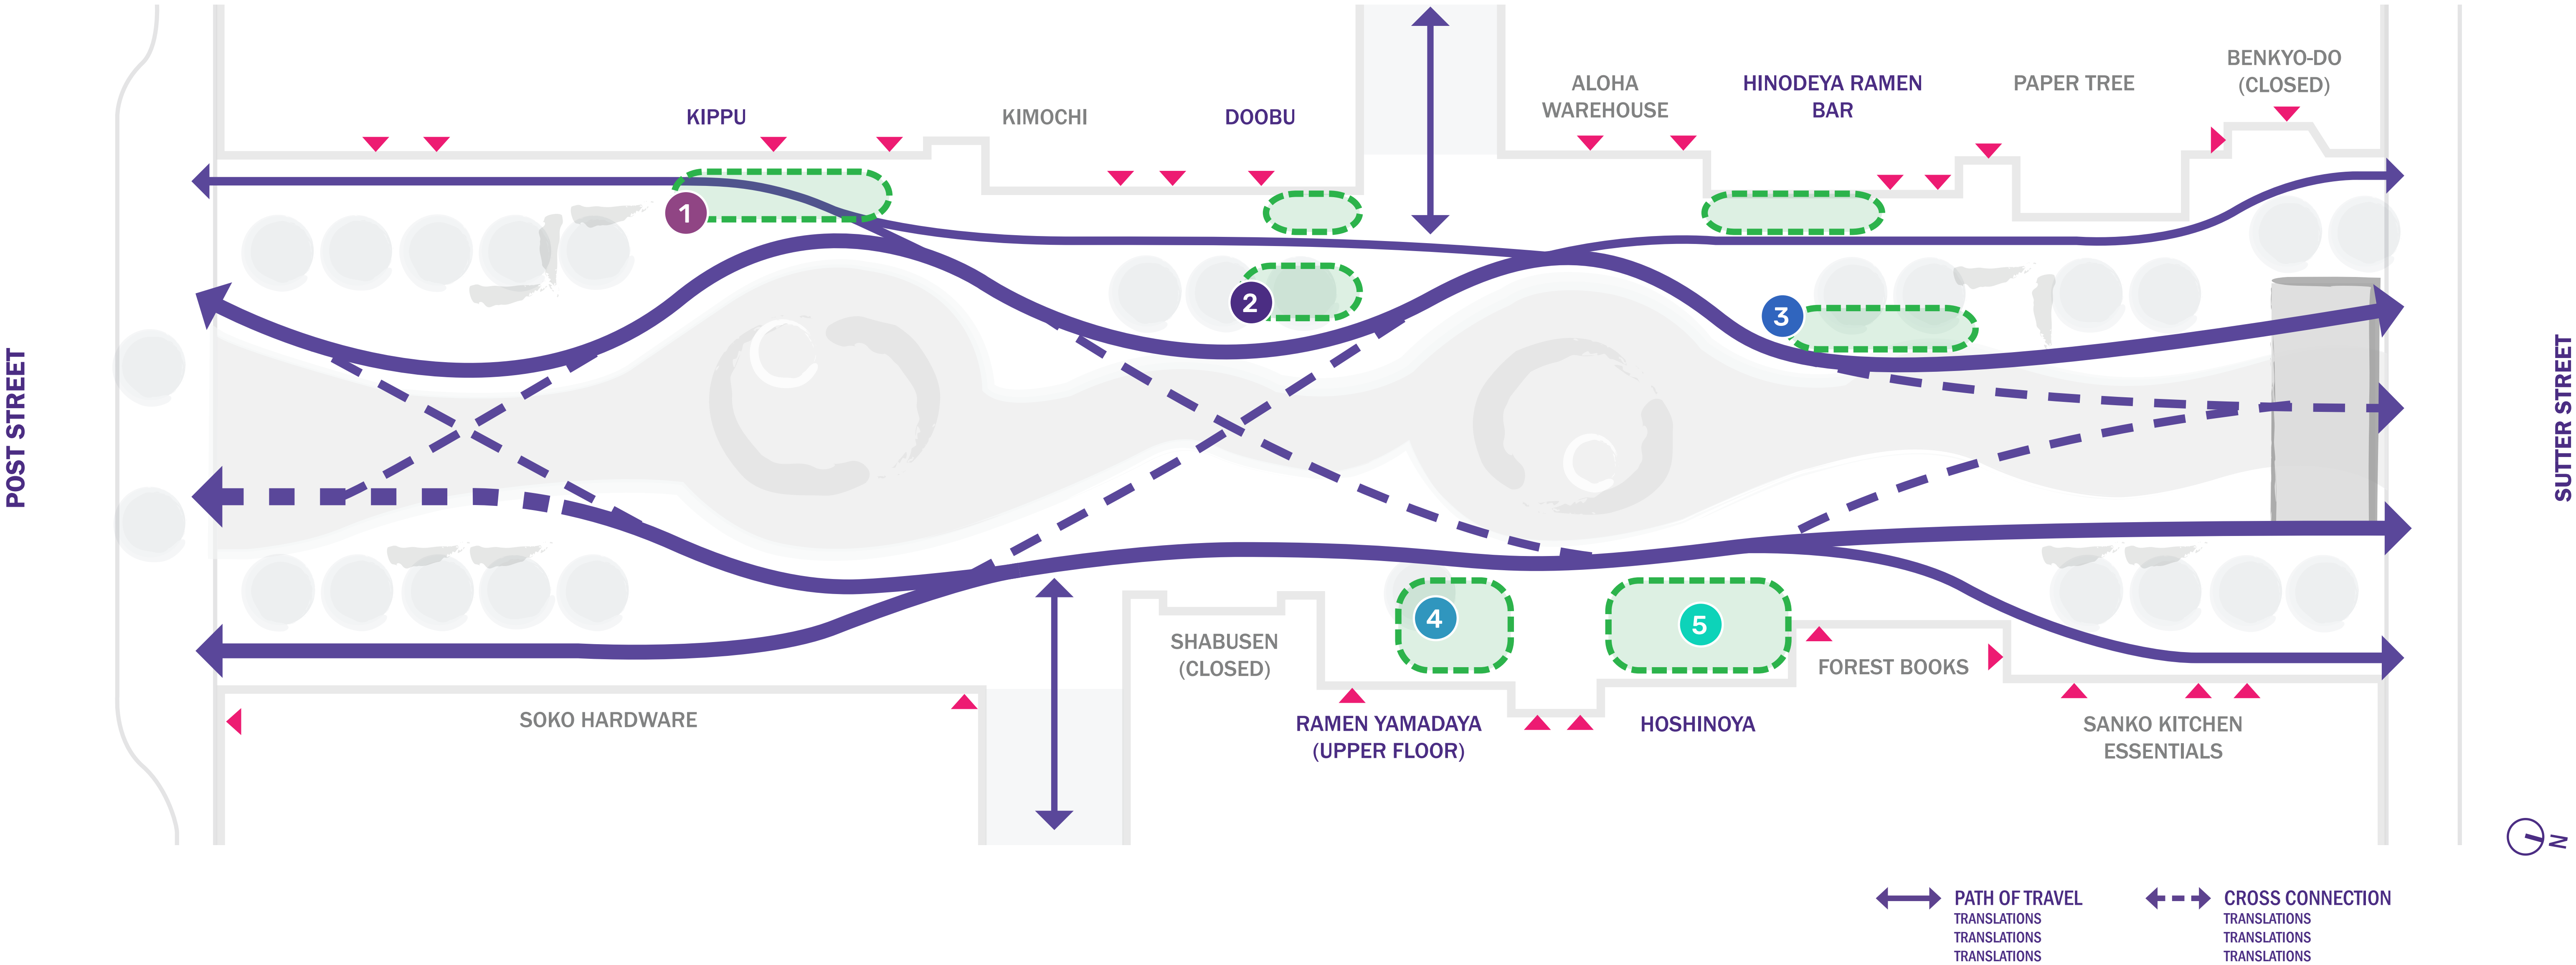 KIPPU
KIMOCHI
DOOBU
ALOHA
WAREHOUSE
HINODEYA RAMEN
BAR
PAPER TREE
BENKYO-DO
(CLOSED)
1
2
3
POST STREET
SUTTER STREET
4
5
SHABUSEN
(CLOSED)
SOKO HARDWARE
RAMEN YAMADAYA
(UPPER FLOOR)
HOSHINOYA
FOREST BOOKS
SANKO KITCHEN
ESSENTIALS
N
PATH OF TRAVEL
TRANSLATIONS
TRANSLATIONS
TRANSLATIONS
CROSS CONNECTION
TRANSLATIONS
TRANSLATIONS
TRANSLATIONS